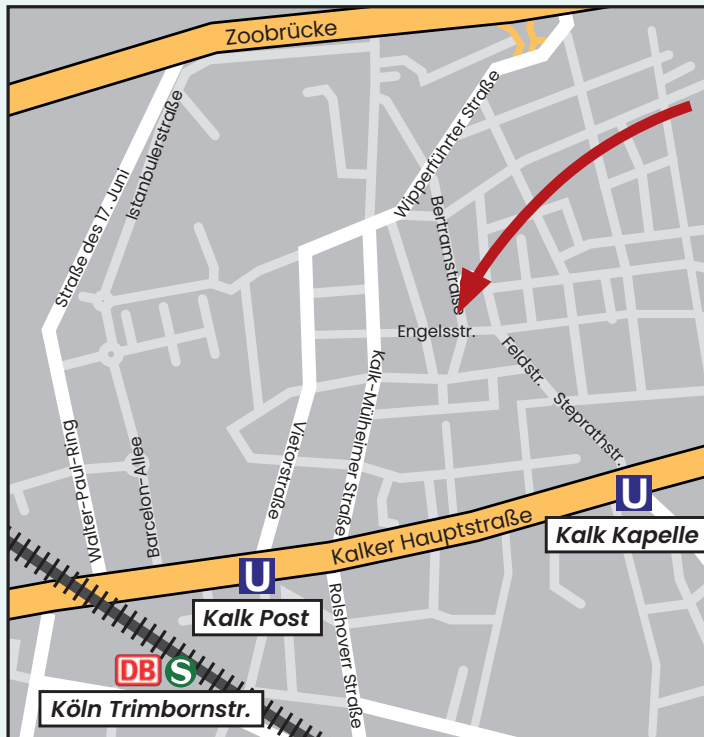 Zoobrücke
Wipperführter Straße
Istanbulerstraße
Straße des 17. Juni
Bertramstraße
Engelsstr.
Feldstr.
Steprathstr.
Kalk-Mülheimer Straße
Vietorstraße
Walter-Paul-Ring
Barcelon-Allee
Kalker Hauptstraße
U
Kalk Kapelle
U
Kalk Post
Rolshoverr Straße
DB S
Köln Trimbornstr.